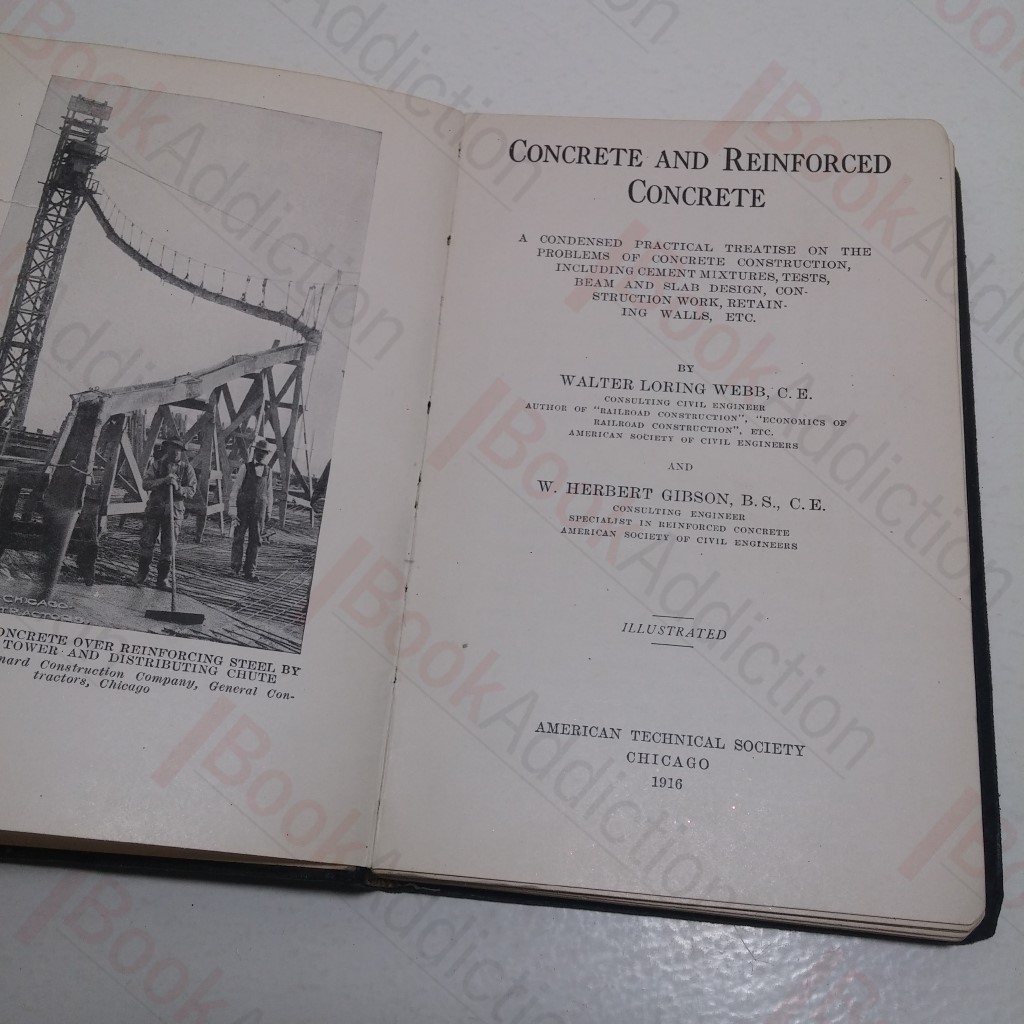 CHICAGO
ONCRETE OVER REINFORCING STEEL BY
TOWER AND DISTRIBUTING CHUTE
nard Construction Company, General Con-
tractors, Chicago
CONCRETE AND REINFORCED
CONCRETE
A CONDENSED PRACTICAL TREATISE ON THE
PROBLEMS OF CONCRETE CONSTRUCTION,
INCLUDING CEMENT MIXTURES, TESTS,
BEAM AND SLAB DESIGN, CON-
STRUCTION WORK, RETAIN-
ING WALLS, ETC.
BY
WALTER LORING WEBB, C.E.
CONSULTING CIVIL ENGINEER
AUTHOR OF "RAILROAD CONSTRUCTION", "ECONOMICS OF
RAILROAD CONSTRUCTION", ETC.
AMERICAN SOCIETY OF CIVIL ENGINEERS
AND
W. HERBERT GIBSON, B.S., C.E.
CONSULTING ENGINEER
SPECIALIST IN REINFORCED CONCRETE
AMERICAN SOCIETY OF CIVIL ENGINEERS
ILLUSTRATED
AMERICAN TECHNICAL SOCIETY
CHICAGO
1916
BookAddiction